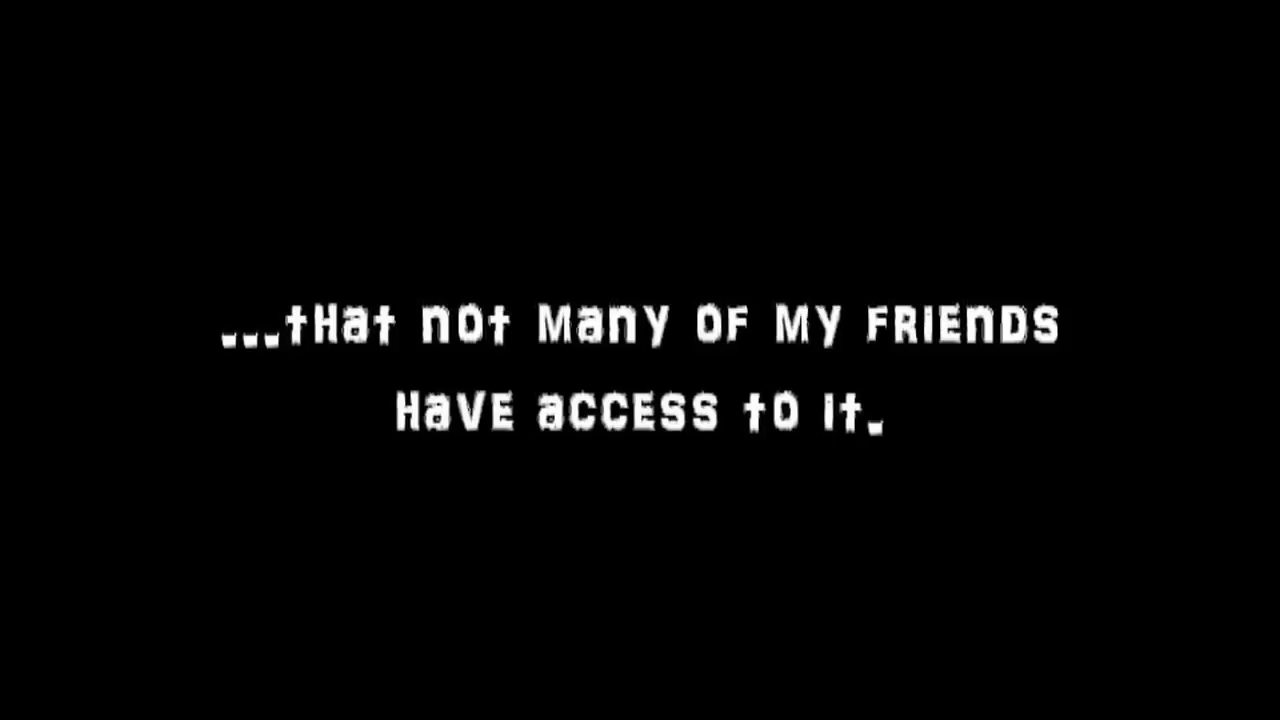 ...that not many of my friends
have access to it.